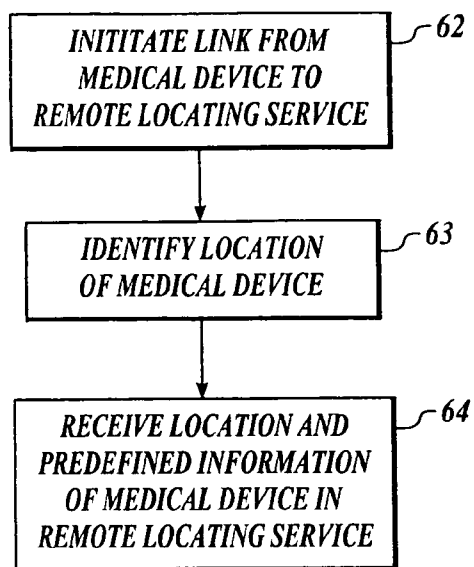 INITITATE LINK FROM
MEDICAL DEVICE TO
REMOTE LOCATING SERVICE
62
IDENTIFY LOCATION
OF MEDICAL DEVICE
63
RECEIVE LOCATION AND
PREDEFINED INFORMATION
OF MEDICAL DEVICE IN
REMOTE LOCATING SERVICE
64